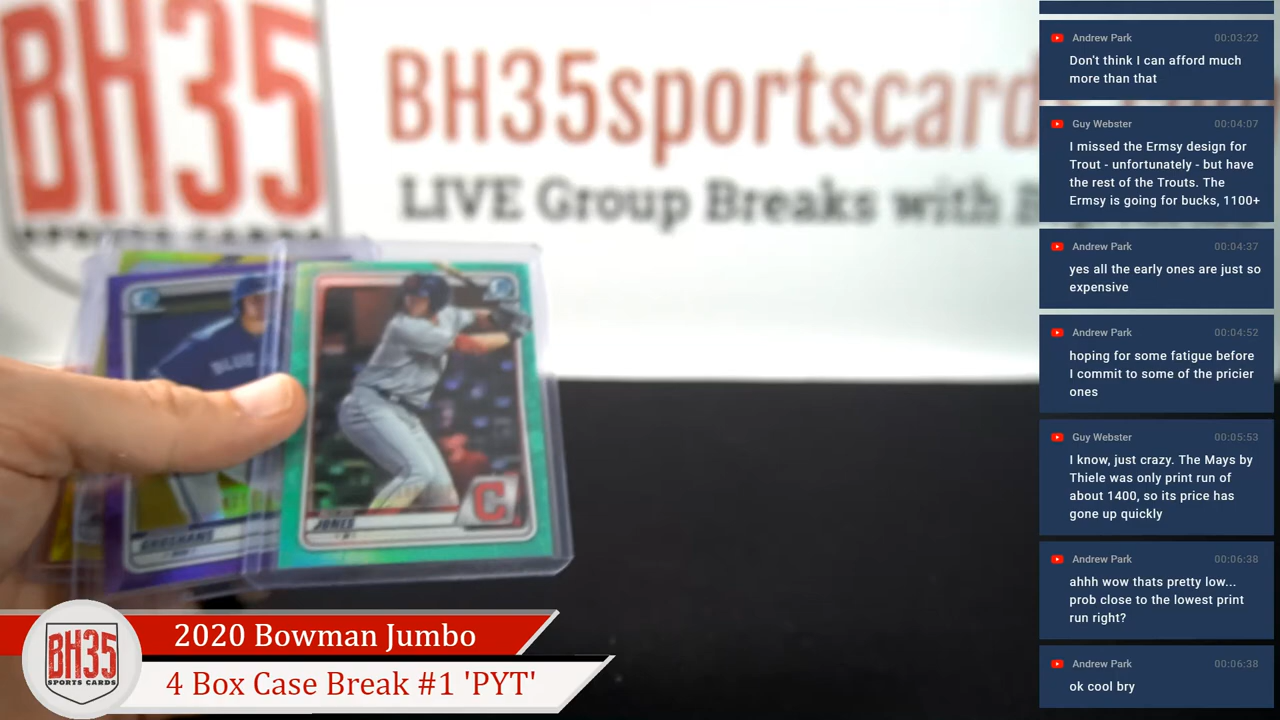 BH35
SPORTS CARDS
BH35sportscard
LIVE Group Breaks with B
BLUE
GROSHANS
JONES
C
2020 Bowman Jumbo
4 Box Case Break #1 'PYT'
BH35
SPORTS CARDS
Andrew Park 00:03:22
Don't think I can afford much
more than that
Guy Webster 00:04:07
I missed the Ermsy design for
Trout - unfortunately - but have
the rest of the Trouts. The
Ermsy is going for bucks, 1100+
Andrew Park 00:04:37
yes all the early ones are just so
expensive
Andrew Park 00:04:52
hoping for some fatigue before
I commit to some of the pricier
ones
Guy Webster 00:05:53
I know, just crazy. The Mays by
Thiele was only print run of
about 1400, so its price has
gone up quickly
Andrew Park 00:06:38
ahhh wow thats pretty low...
prob close to the lowest print
run right?
Andrew Park 00:06:38
ok cool bry